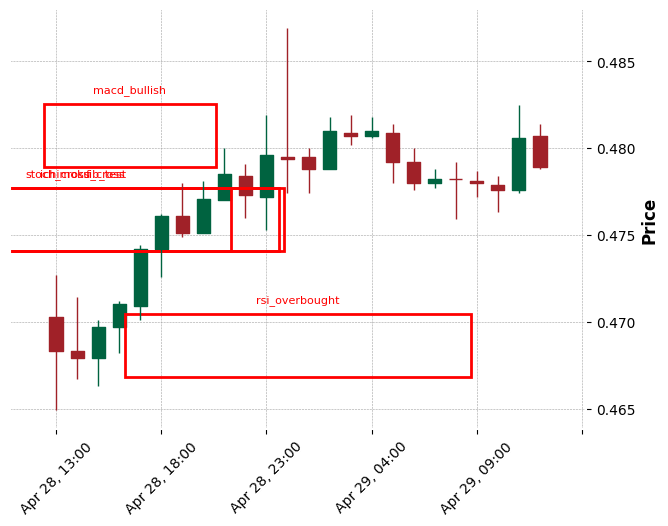 macd_bullish
rsi_overbought
0.485
0.480
0.475
0.470
0.465
Price
Apr 28, 13:00
Apr 28, 18:00
Apr 28, 23:00
Apr 29, 04:00
Apr 29, 09:00